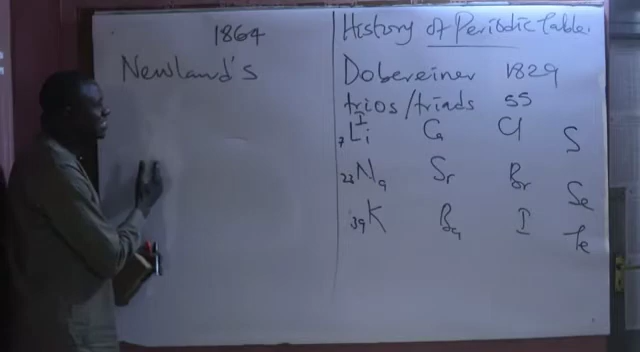 1864
Newland's
History of Periodic Table.
Dobereiner 1829
trios/triads 55
I
7Li Ca Cl S
23Na Sr Br Se
39K Ba I Te